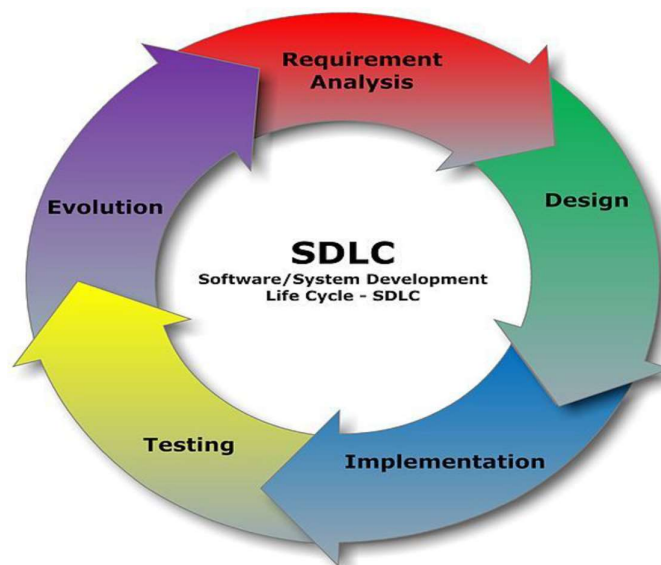 Requirement
Analysis
Design
Evolution
SDLC
Software/System Development
Life Cycle - SDLC
Testing
Implementation